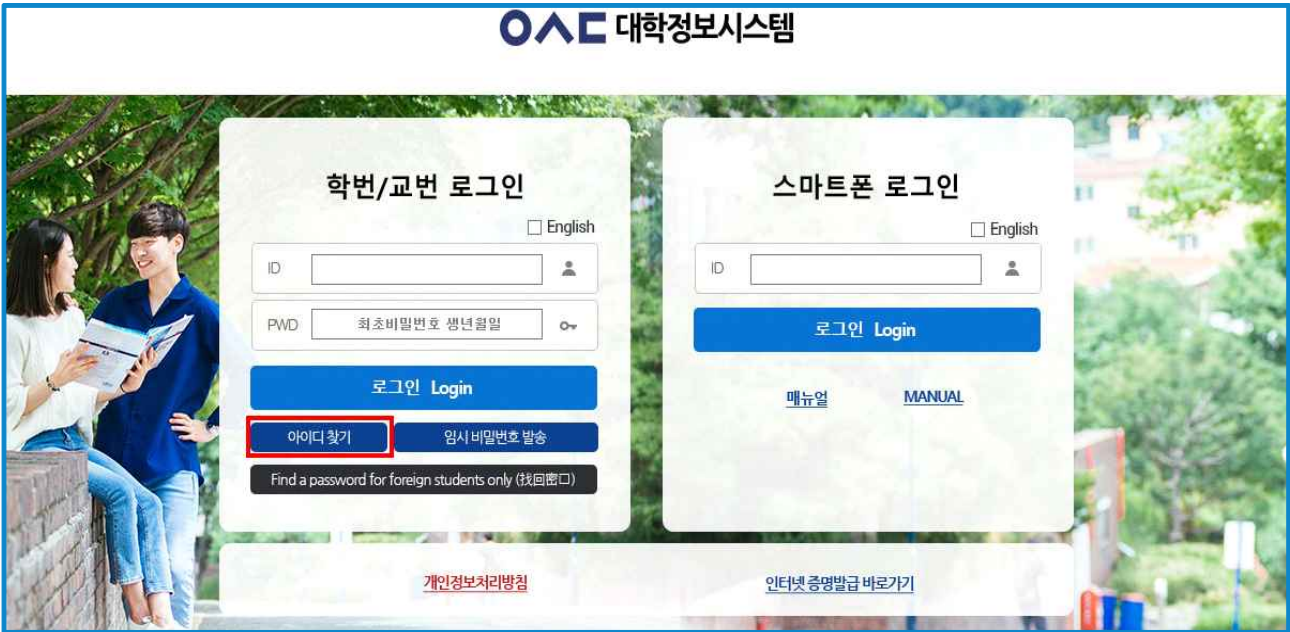 ㅇㅅㄷ 대학정보시스템
학번/교번 로그인
English
ID
PWD 최초비밀번호 생년월일
로그인 Login
아이디 찾기 임시 비밀번호 발송
Find a password for foreign students only (找回密口)
스마트폰 로그인
English
ID
로그인 Login
매뉴얼 MANUAL
개인정보처리방침 인터넷 증명발급 바로가기